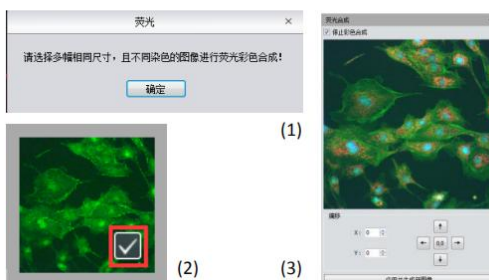 荧光
请选择多幅相同尺寸,且不同染色的图像进行荧光彩色合成!
确定
(1)
(2)
(3)
荧光合成
停止彩色合成
偏移
X: 0
Y: 0
0,0